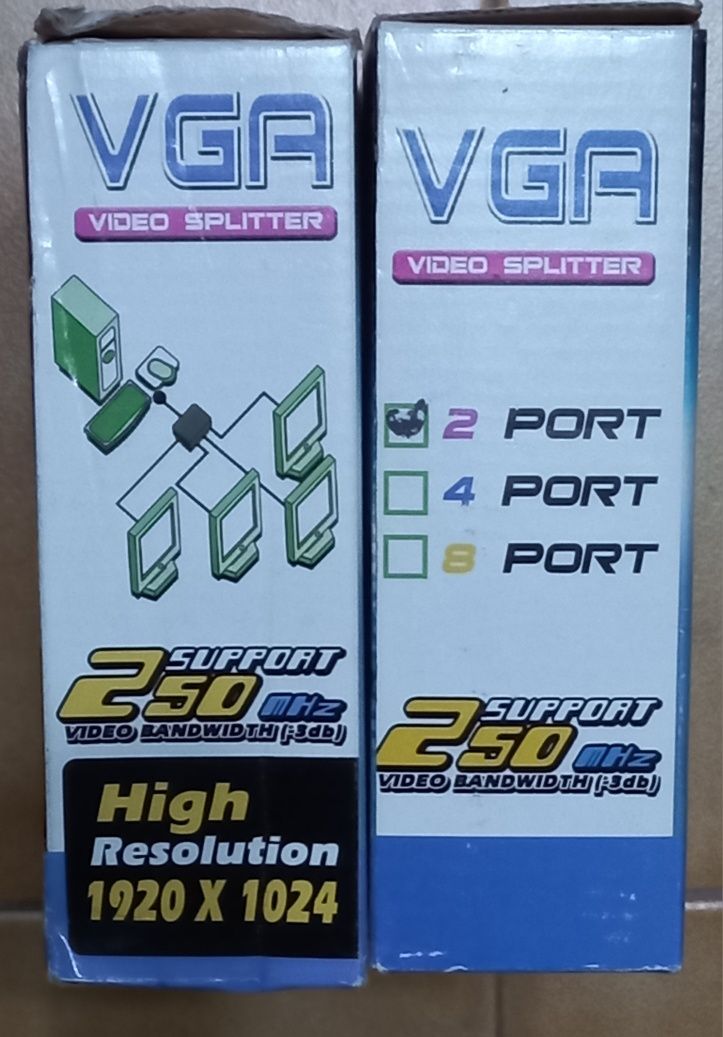 VGA
VIDEO SPLITTER
SUPPORT
250 MHz
VIDEO BANDWIDTH (-3db)
High
Resolution
1920 X 1024
VGA
VIDEO SPLITTER
2 PORT
4 PORT
8 PORT
SUPPORT
250 MHz
VIDEO BANDWIDTH (-3db)